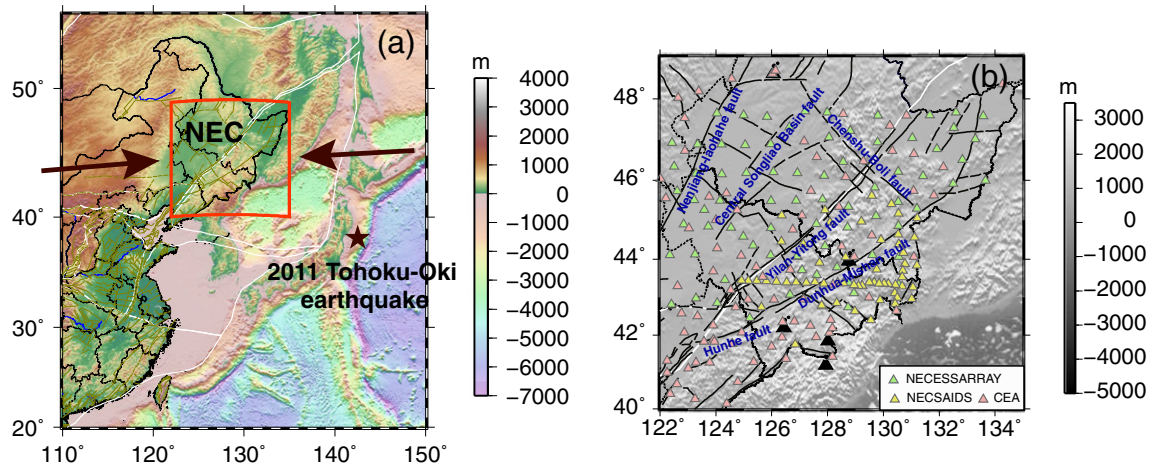 (a)
50°
40°
30°
20°
110°
120°
130°
140°
150°
NEC
2011 Tohoku-Oki
earthquake
m
4000
3000
2000
1000
0
−1000
−2000
−3000
−4000
−5000
−6000
−7000
(b)
48°
46°
44°
42°
40°
122°
124°
126°
128°
130°
132°
134°
Nenjiang-Iaohahe fault
Central Songliao Basin fault
Chenshu-Boli fault
Yilah-Yitong fault
Dunhua-Mishan fault
Hunhe fault
NECESSARRAY
NECSAIDS
CEA
m
3000
2000
1000
0
−1000
−2000
−3000
−4000
−5000